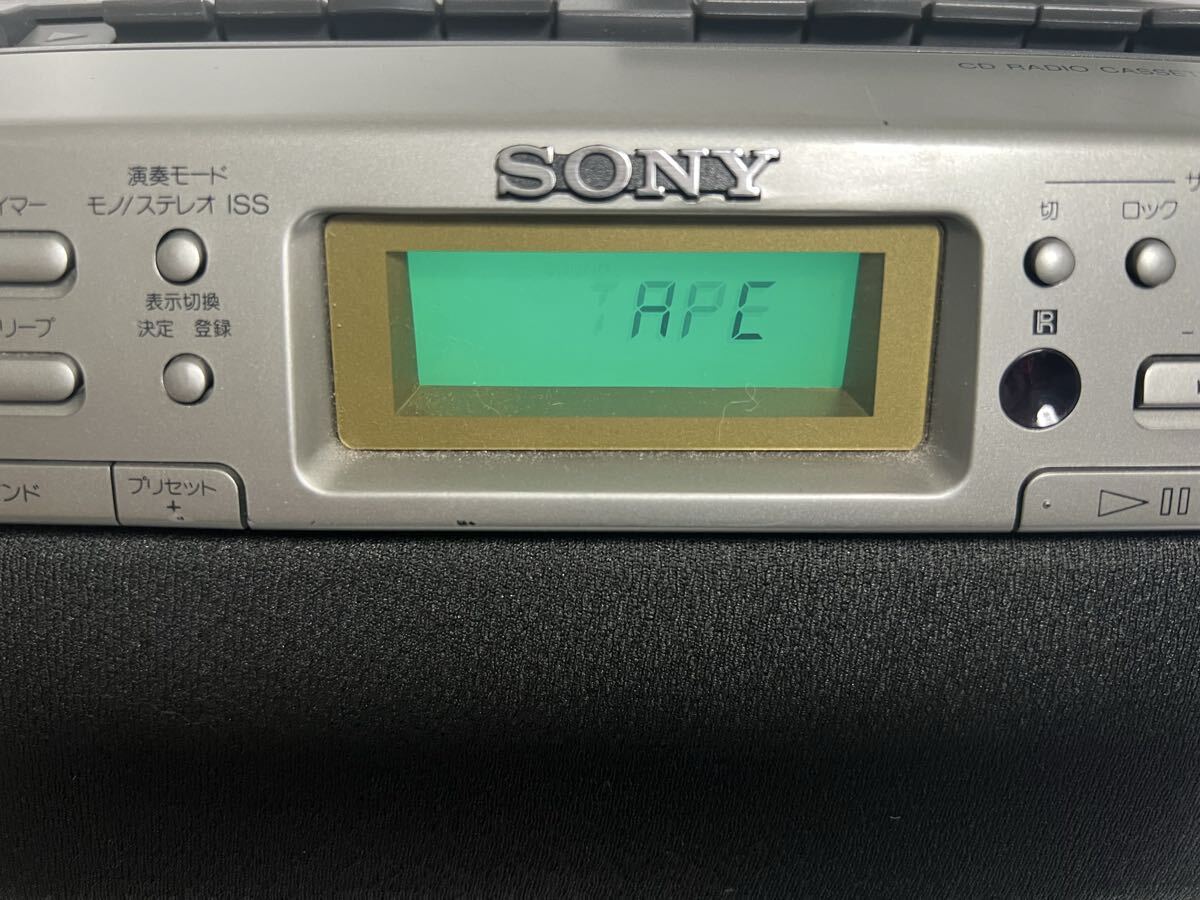 CD RADIO CASSET
SONY
演奏モード
モノ/ステレオ ISS
イマー
表示切換
決定 登録
リープ
TAPE
切
ロック
R
ンド
プリセット
+